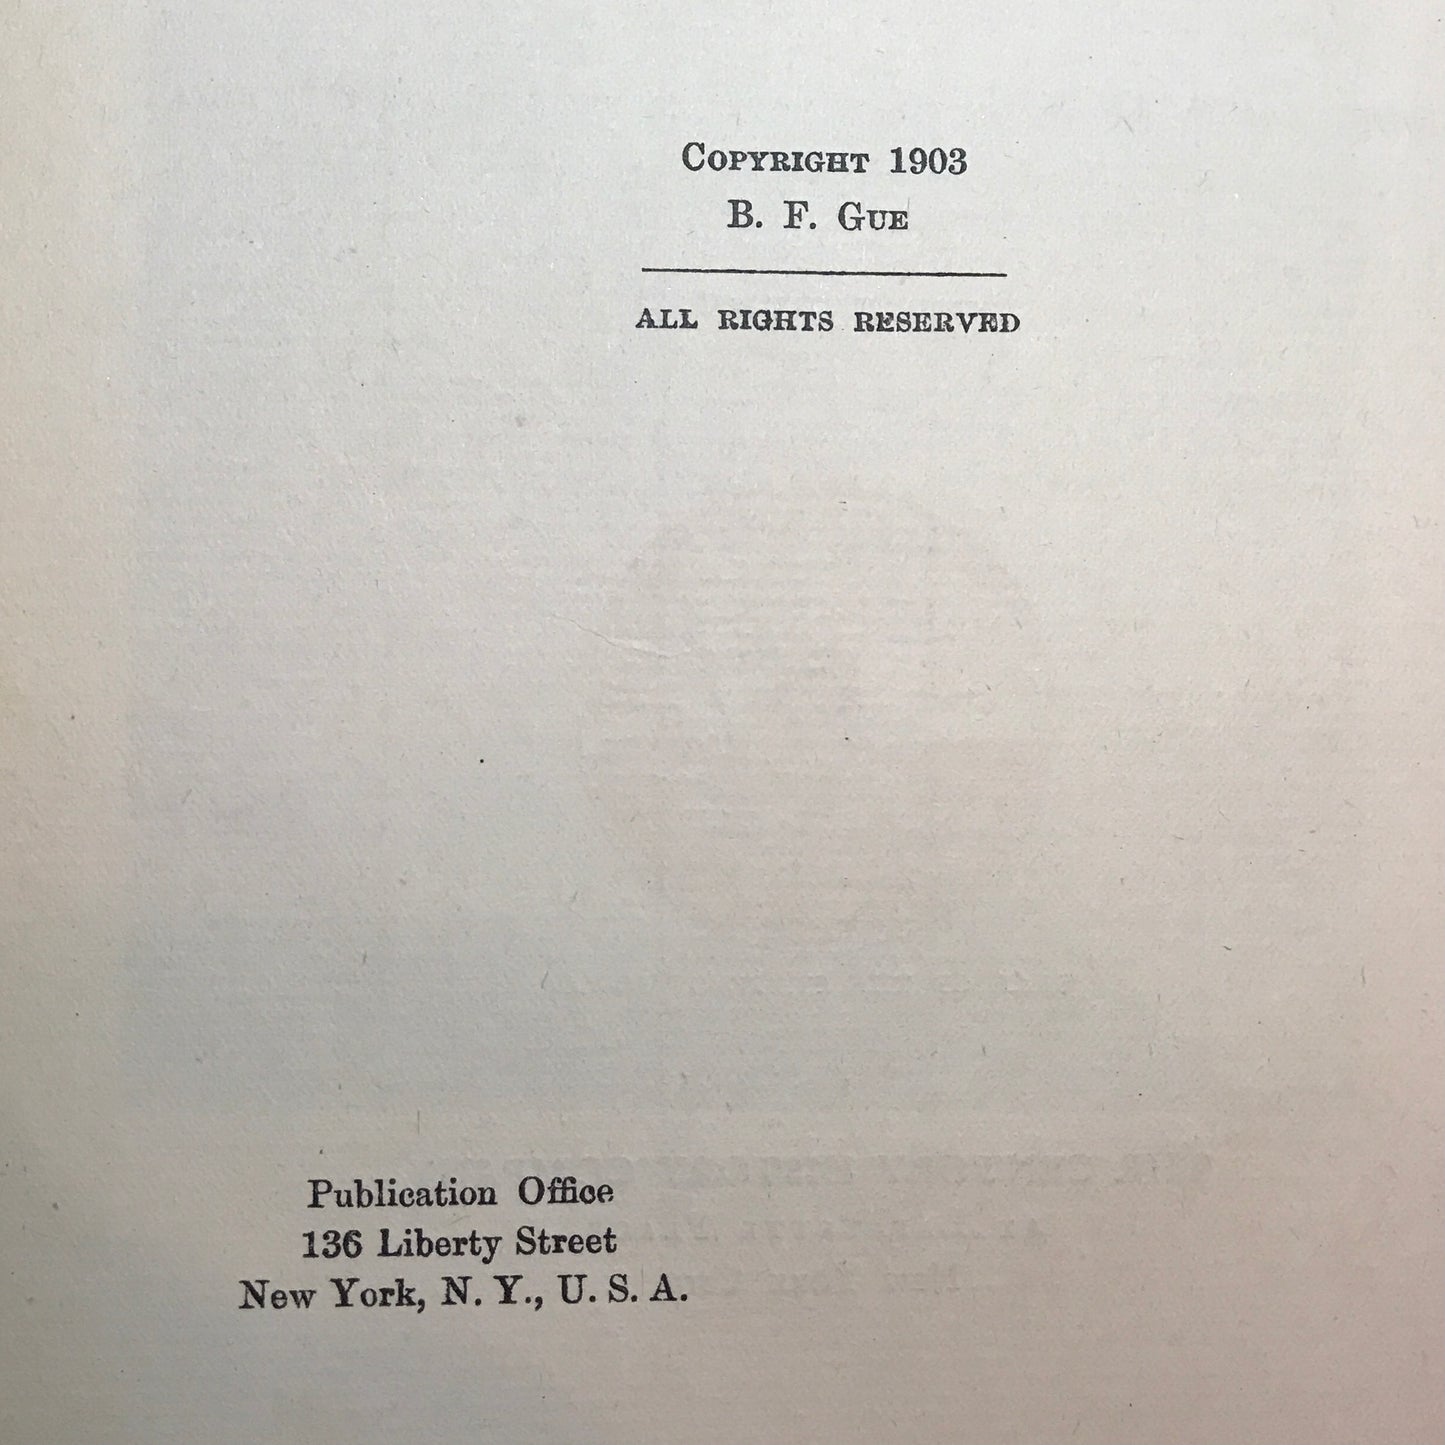 COPYRIGHT 1903
B. F. GUE
ALL RIGHTS RESERVED
Publication Office
136 Liberty Street
New York, N. Y., U. S. A.